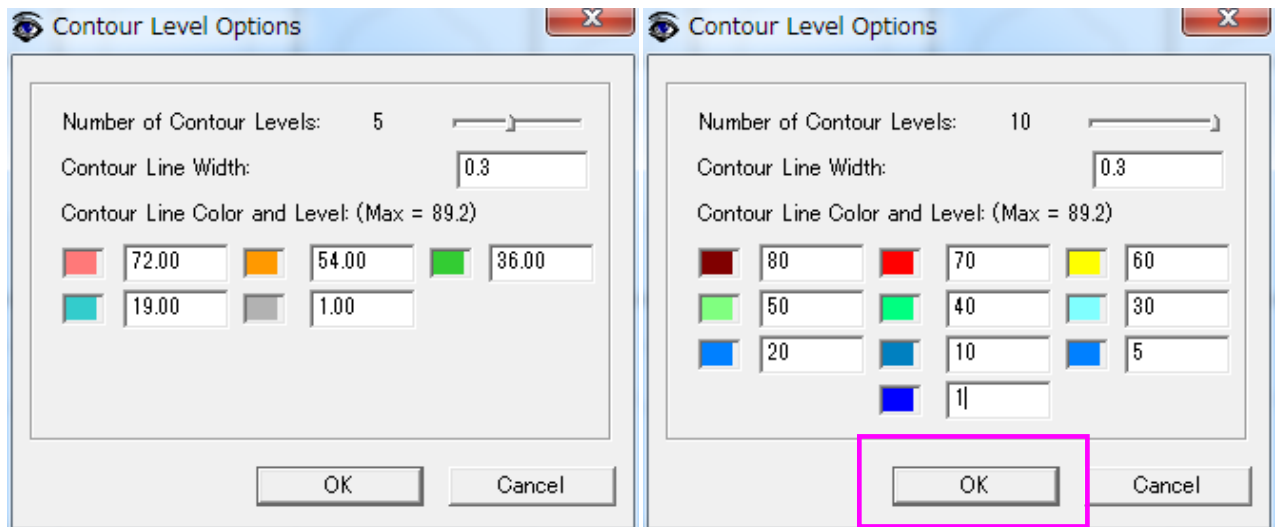 Contour Level Options
Number of Contour Levels: 5
Contour Line Width: 0.3
Contour Line Color and Level: (Max = 89.2)
72.00 54.00 36.00
19.00 1.00
OK Cancel
Contour Level Options
Number of Contour Levels: 10
Contour Line Width: 0.3
Contour Line Color and Level: (Max = 89.2)
80 70 60
50 40 30
20 10 5
1
OK Cancel